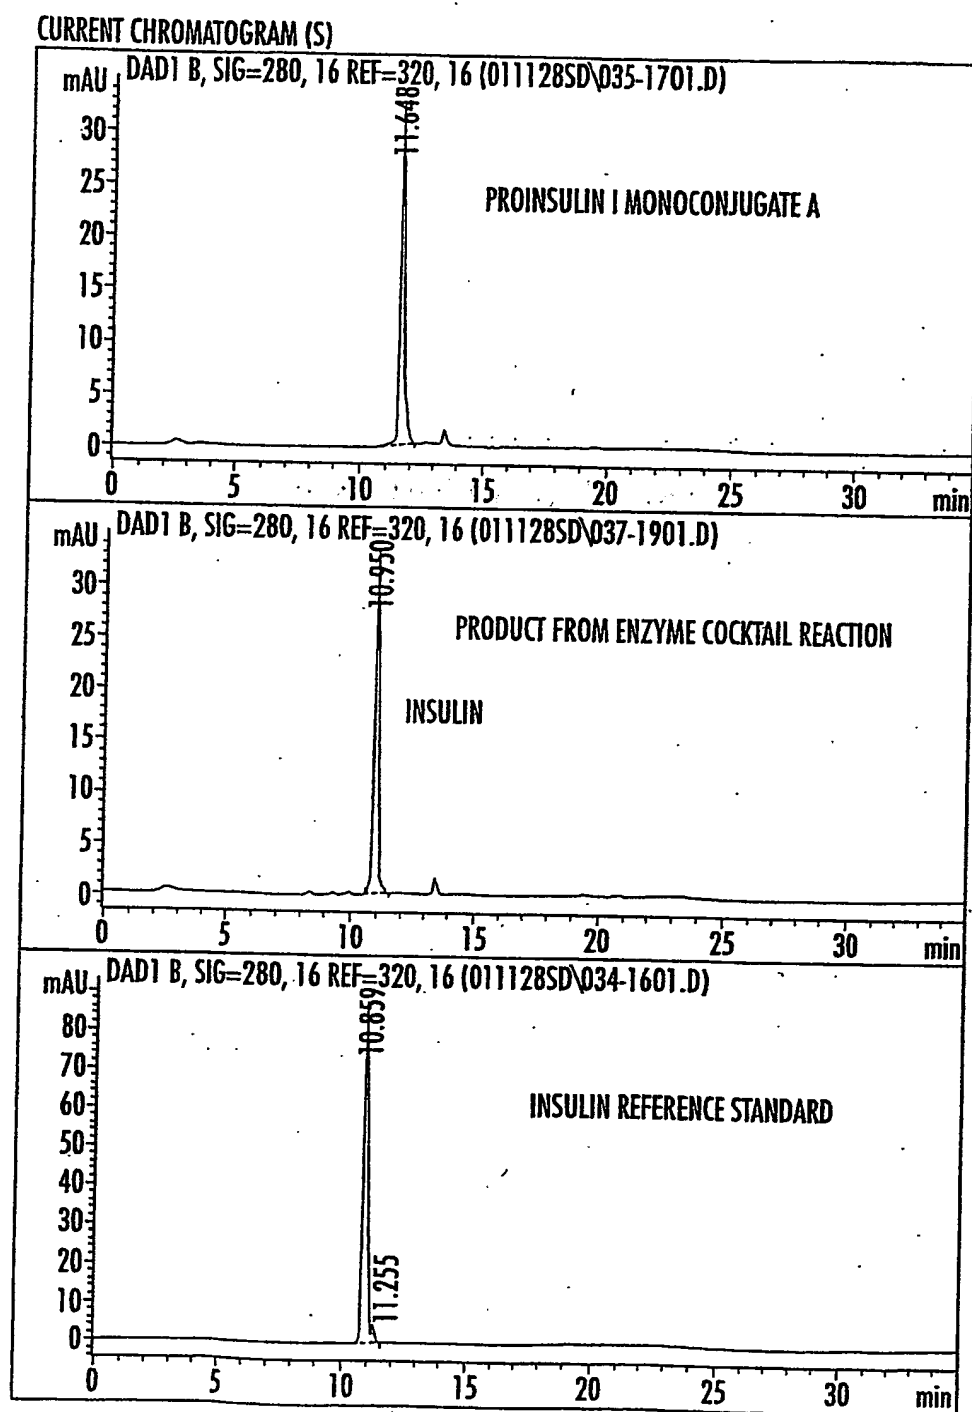 CURRENT CHROMATOGRAM (S)
mAU DAD1 B, SIG=280, 16 REF=320, 16 (011128SD\035-1701.D)
11.648
30
PROINSULIN I MONOCONJUGATE A
25
20
15
10
5
0
0 5 10 15 20 25 30 min
mAU DAD1 B, SIG=280, 16 REF=320, 16 (011128SD\037-1901.D)
10.950
30
PRODUCT FROM ENZYME COCKTAIL REACTION
25
20
INSULIN
15
10
5
0
0 5 10 15 20 25 30 min
mAU DAD1 B, SIG=280, 16 REF=320, 16 (011128SD\034-1601.D)
10.859
80
70
INSULIN REFERENCE STANDARD
60
50
40
30
20
11.255
10
0
0 5 10 15 20 25 30 min